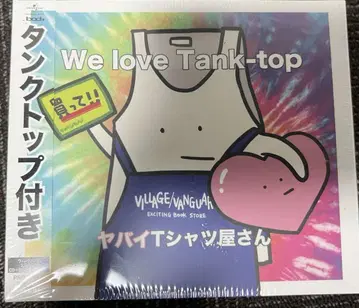 タンクトップ付き
We love Tank-top
買って!!
VILLAGE/VANGUARD
EXCITING BOOK STORE.
ヤバイTシャツ屋さん